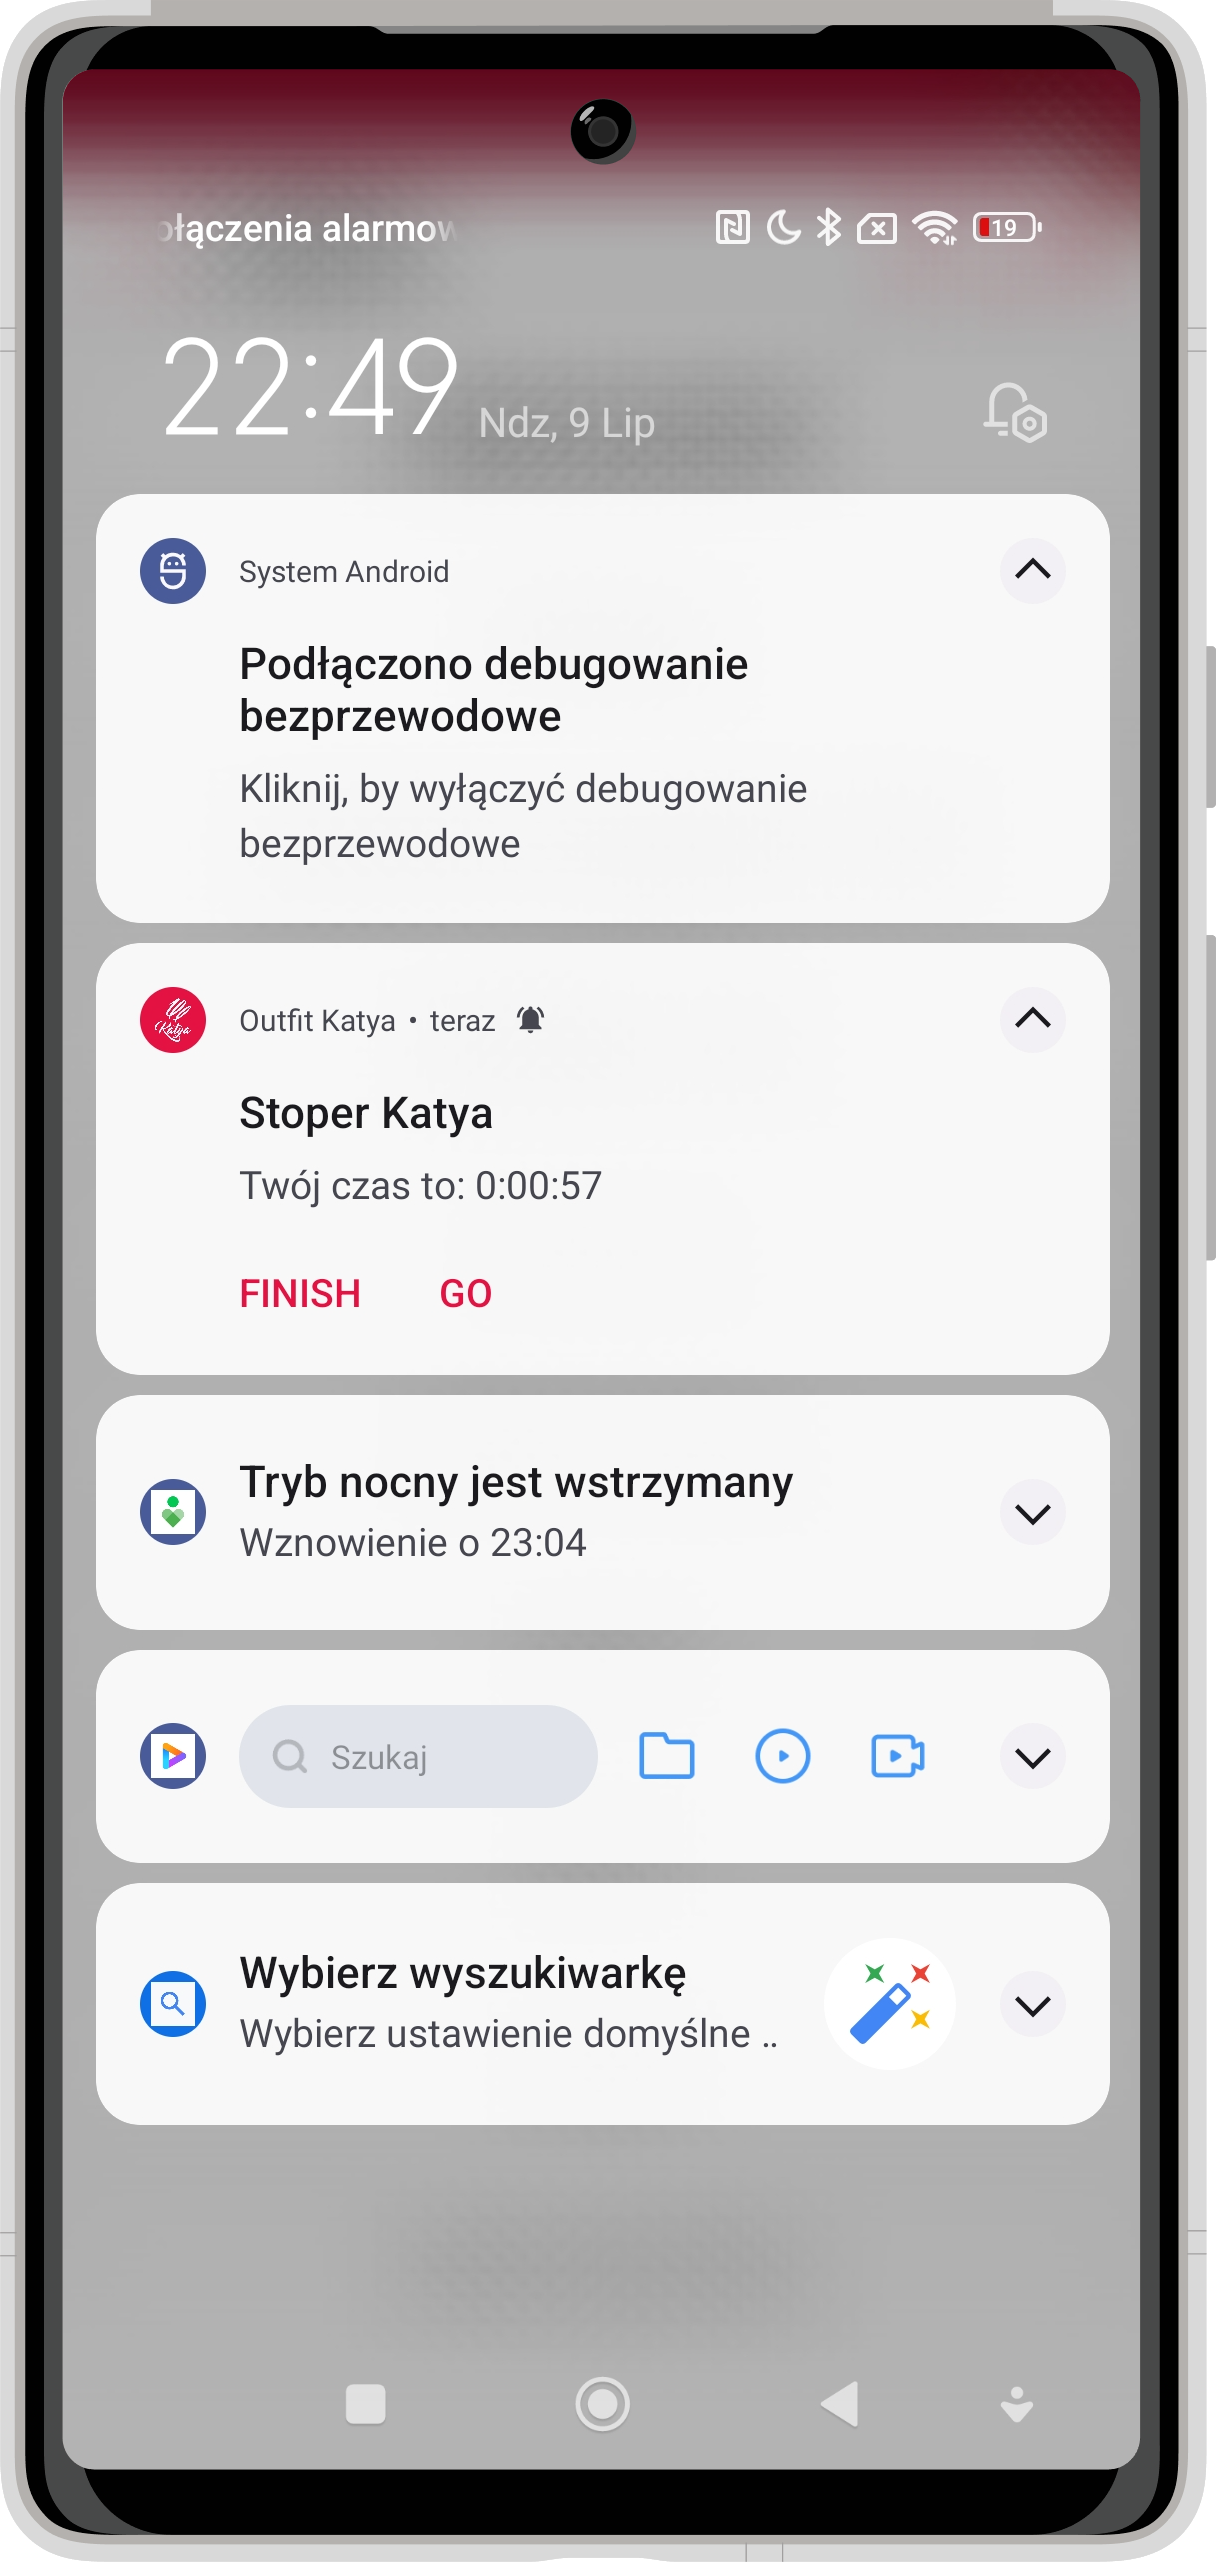 ołączenia alarmow
19
22:49 Ndz, 9 Lip
System Android
Podłączono debugowanie
bezprzewodowe
Kliknij, by wyłączyć debugowanie
bezprzewodowe
Katya
Outfit Katya • teraz
Stoper Katya
Twój czas to: 0:00:57
FINISH GO
Tryb nocny jest wstrzymany
Wznowienie o 23:04
Szukaj
Wybierz wyszukiwarkę
Wybierz ustawienie domyślne ..